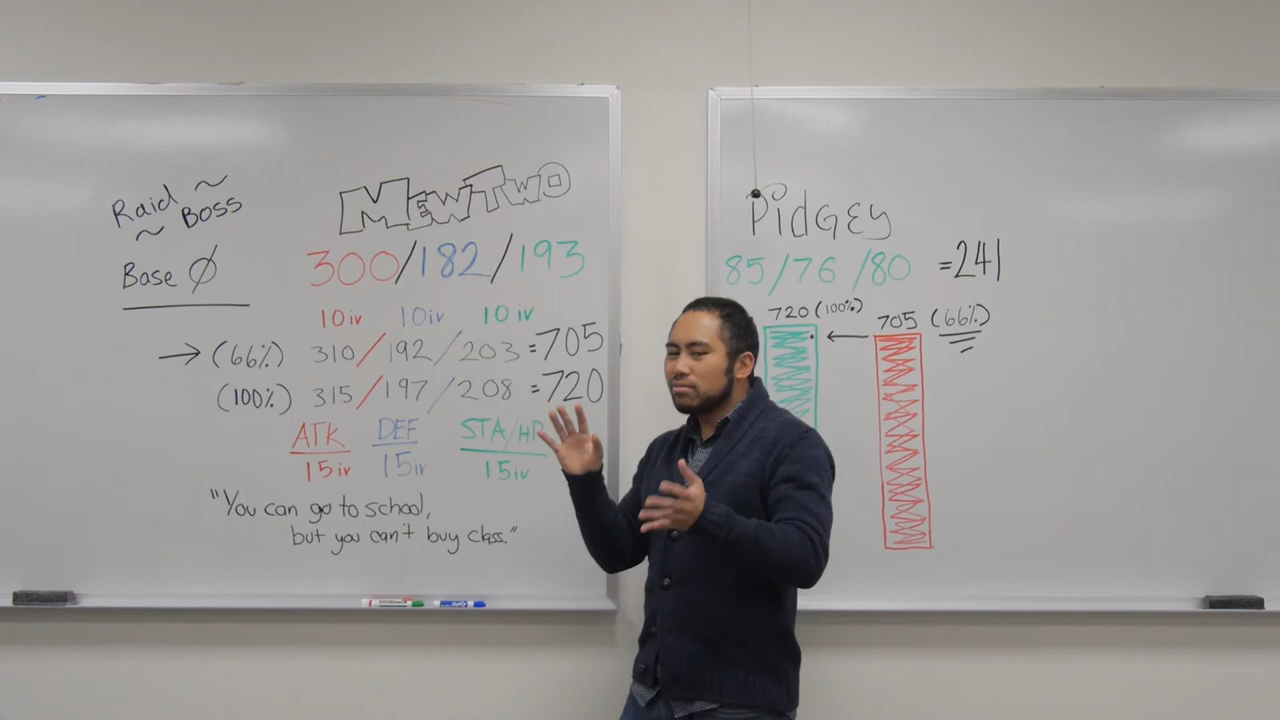 Raid
Boss
Base Ø
MEWTWO
300/182/193
10iv 10iv 10iv
→ (66%) 310/192/203 =705
(100%) 315/197/208 =720
ATK DEF STA/HP
15iv 15iv 15iv
"You can go to school,
but you can't buy class."
Pidgey
85/76/80 =241
720 (100%) ← 705 (66%)